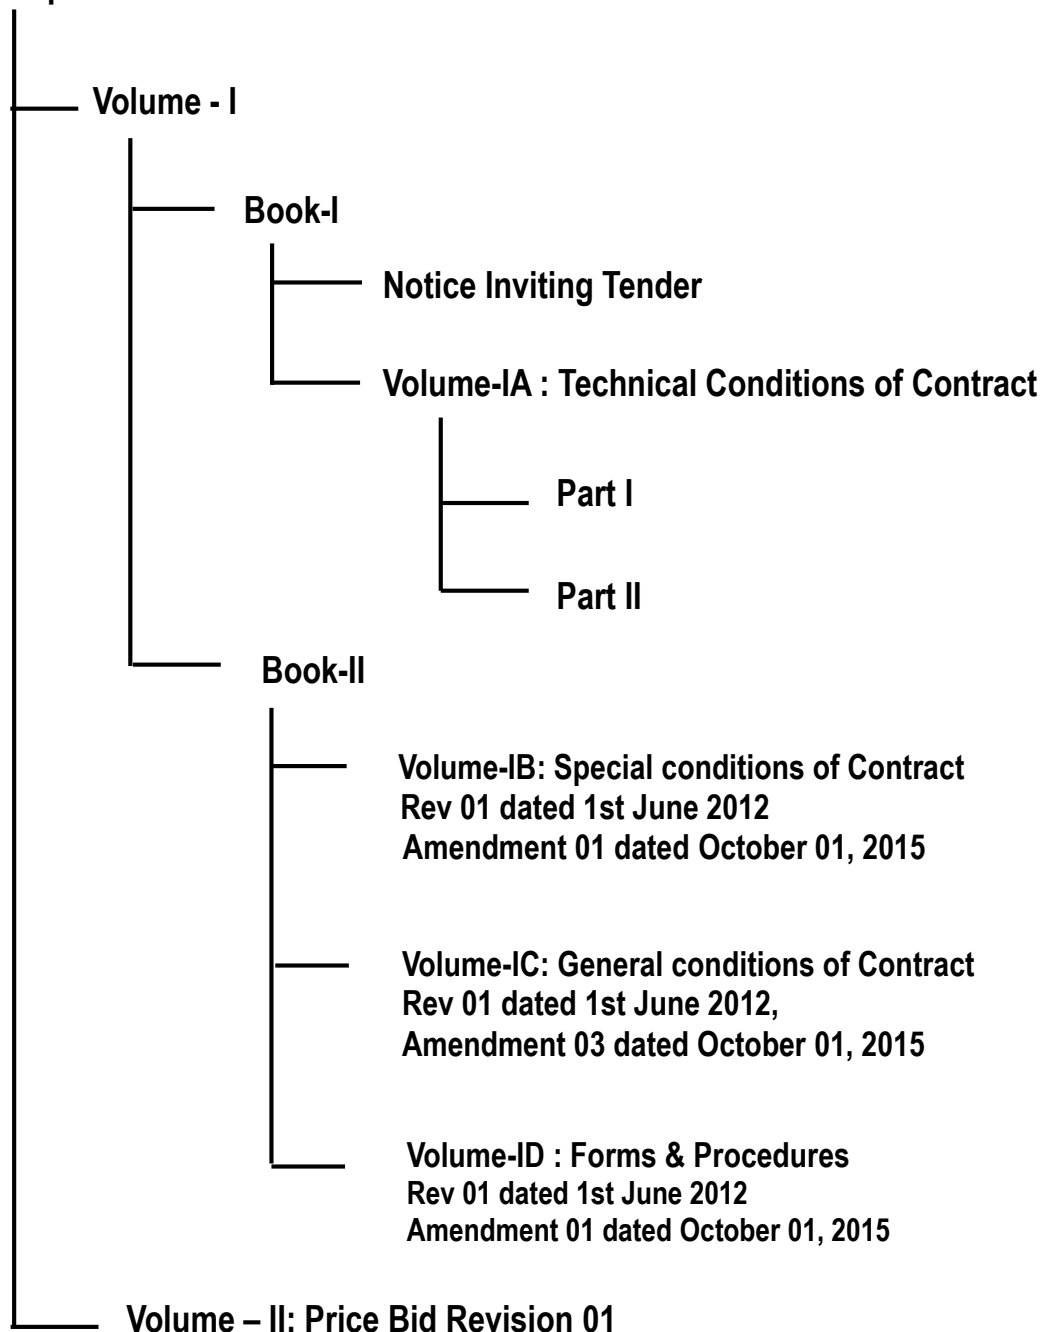 Volume - I
Book-I
Notice Inviting Tender
Volume-IA : Technical Conditions of Contract
Part I
Part II
Book-II
Volume-IB: Special conditions of Contract
Rev 01 dated 1st June 2012
Amendment 01 dated October 01, 2015
Volume-IC: General conditions of Contract
Rev 01 dated 1st June 2012,
Amendment 03 dated October 01, 2015
Volume-ID : Forms & Procedures
Rev 01 dated 1st June 2012
Amendment 01 dated October 01, 2015
Volume – II: Price Bid Revision 01